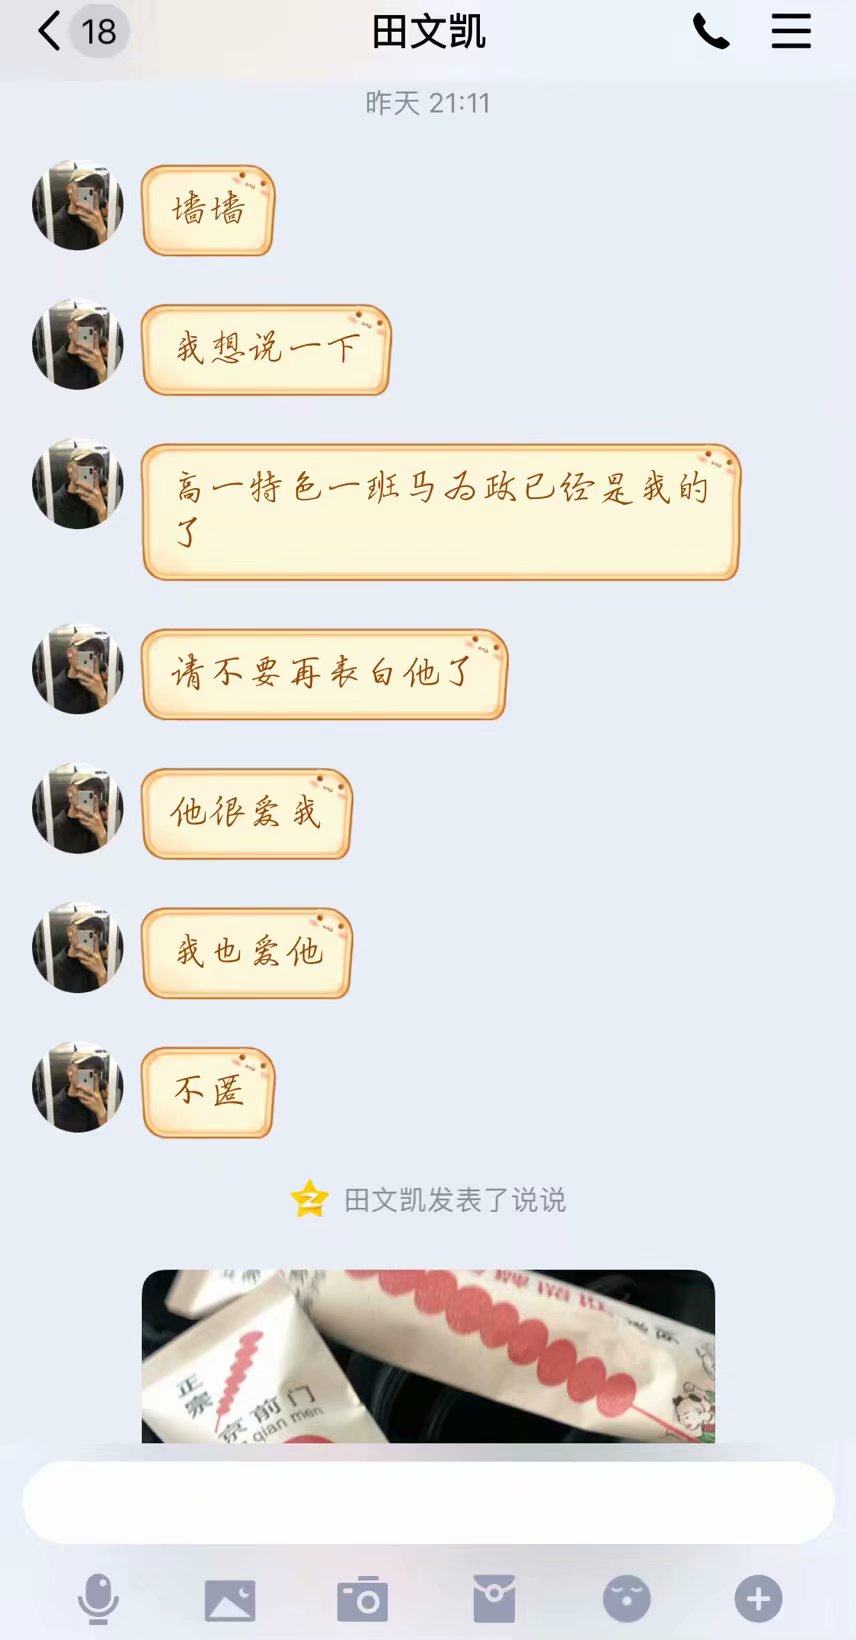 18
田文凯
昨天 21:11
墙墙
我想说一下
高一特色一班马为政已经是我的
了
请不要再表白他了
他很爱我
我也爱他
不匿
田文凯发表了说说
正宗
京前门
qian men